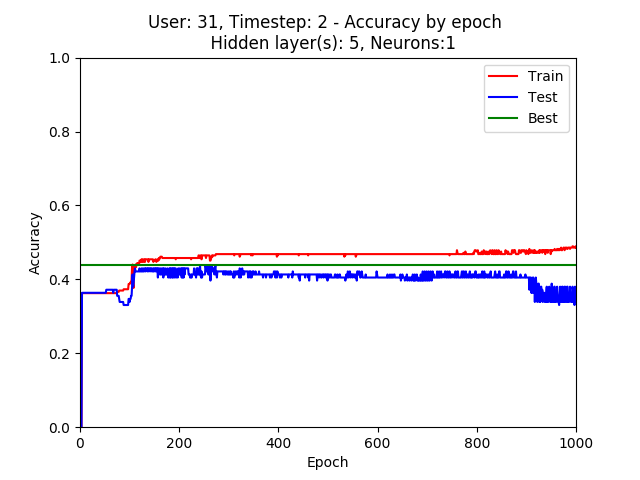 User: 31, Timestep: 2 - Accuracy by epoch
Hidden layer(s): 5, Neurons:1
1.0
0.8
0.6
0.4
0.2
0.0
Accuracy
Train
Test
Best
0
200
400
600
800
1000
Epoch